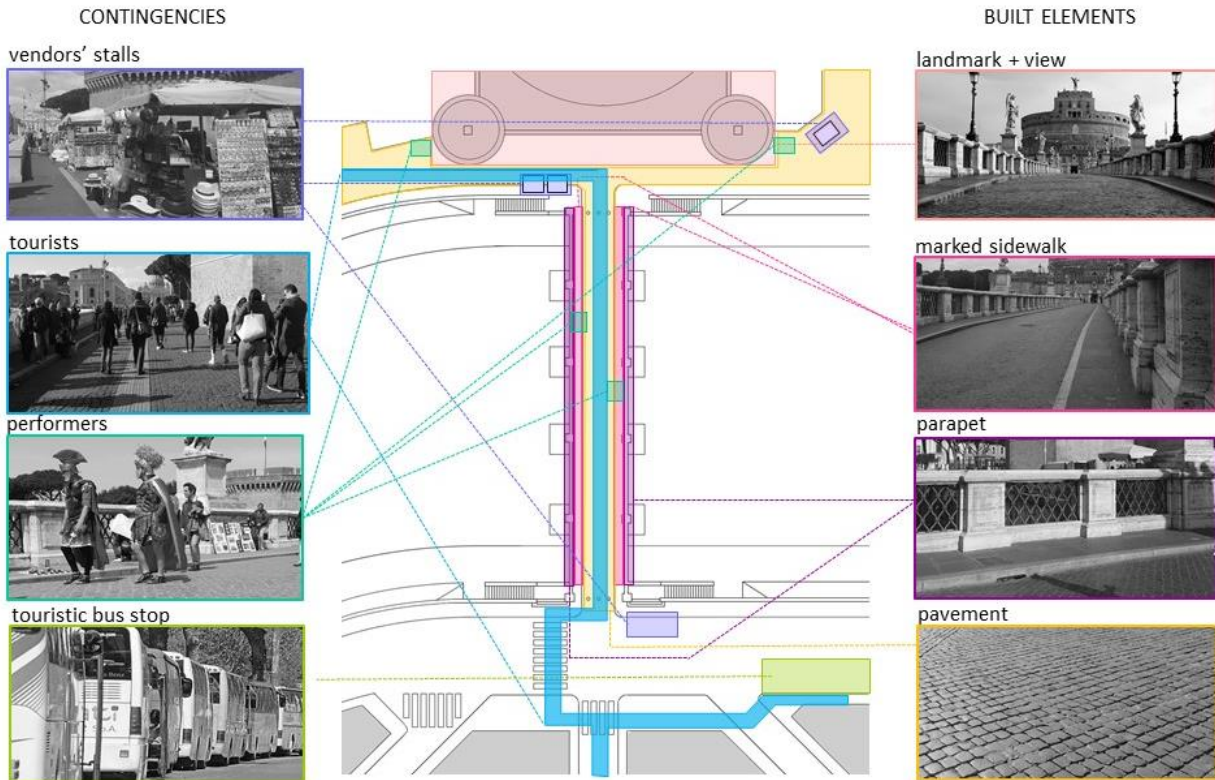 CONTINGENCIES
BUILT ELEMENTS
vendors’ stalls
landmark + view
tourists
marked sidewalk
performers
parapet
touristic bus stop
pavement